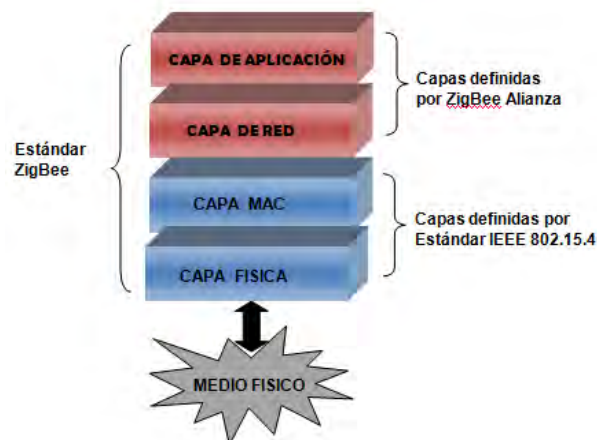 CAPA DE APLICACIÓN
Capas definidas
por ZigBee Alianza
CAPA DE RED
Estándar
ZigBee
CAPA MAC
Capas definidas por
Estándar IEEE 802.15.4
CAPA FISICA
MEDIO FISICO